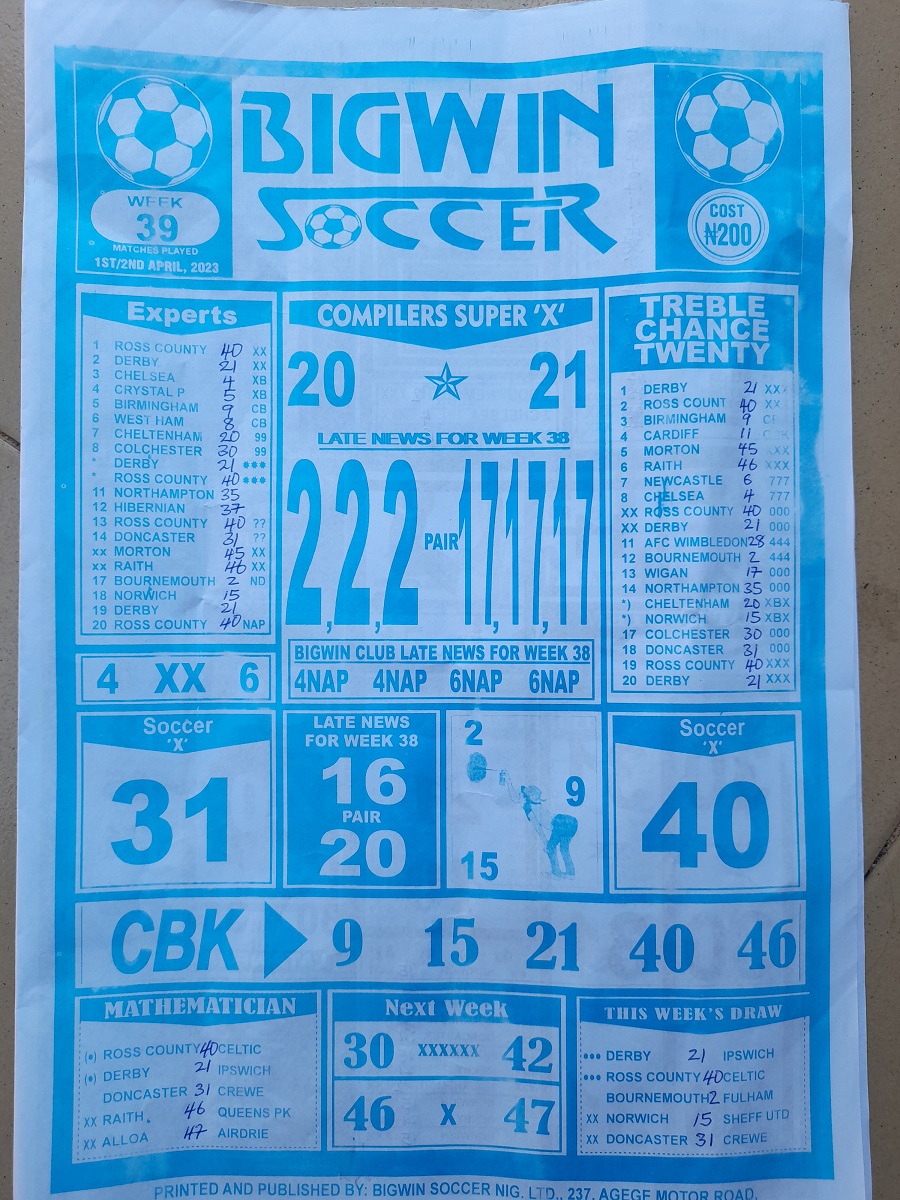 BIGWIN
SOCCER
WEEK
39
MATCHES PLAYED
1ST/2ND APRIL, 2023
COST
₦200
Experts
1 ROSS COUNTY 40 XX
2 DERBY 21 XX
3 CHELSEA 4 XB
4 CRYSTAL P 5 XB
5 BIRMINGHAM 9 CB
6 WEST HAM 8 CB
7 CHELTENHAM 20 99
8 COLCHESTER 30 99
* DERBY 21 ***
* ROSS COUNTY 40 ***
11 NORTHAMPTON 35
12 HIBERNIAN 37
13 ROSS COUNTY 40 ??
14 DONCASTER 31 ??
xx MORTON 45 XX
xx RAITH 46 XX
17 BOURNEMOUTH 2 ND
18 NORWICH 15
19 DERBY 21
20 ROSS COUNTY 40 NAP
4 XX 6
COMPILERS SUPER 'X'
20 21
LATE NEWS FOR WEEK 38
2,2,2 PAIR 17,17,17
BIGWIN CLUB LATE NEWS FOR WEEK 38
4NAP 4NAP 6NAP 6NAP
TREBLE
CHANCE
TWENTY
1 DERBY 21 XX
2 ROSS COUNT 40 XX
3 BIRMINGHAM 9
4 CARDIFF 11
5 MORTON 45 XX
6 RAITH 46 XXX
7 NEWCASTLE 6 777
8 CHELSEA 4 777
XX ROSS COUNTY 40 000
XX DERBY 21 000
11 AFC WIMBLEDON 28 444
12 BOURNEMOUTH 2 444
13 WIGAN 17 000
14 NORTHAMPTON 35 000
*) CHELTENHAM 20 XBX
*) NORWICH 15 XBX
17 COLCHESTER 30 000
18 DONCASTER 31 000
19 ROSS COUNTY 40 XXX
20 DERBY 21 XXX
Soccer
'X'
31
LATE NEWS
FOR WEEK 38
16
PAIR
20
2
9
15
Soccer
'X'
40
CBK 9 15 21 40 46
MATHEMATICIAN
(•) ROSS COUNTY 40 CELTIC
(•) DERBY 21 IPSWICH
DONCASTER 31 CREWE
XX RAITH. 46 QUEENS PK
XX ALLOA 47 AIRDRIE
Next Week
30 XXXXXX 42
46 X 47
THIS WEEK'S DRAW
••• DERBY 21 IPSWICH
••• ROSS COUNTY 40 CELTIC
BOURNEMOUTH 2 FULHAM
XX NORWICH 15 SHEFF UTD
XX DONCASTER 31 CREWE
PRINTED AND PUBLISHED BY: BIGWIN SOCCER NIG. LTD., 237, AGEGE MOTOR ROAD,